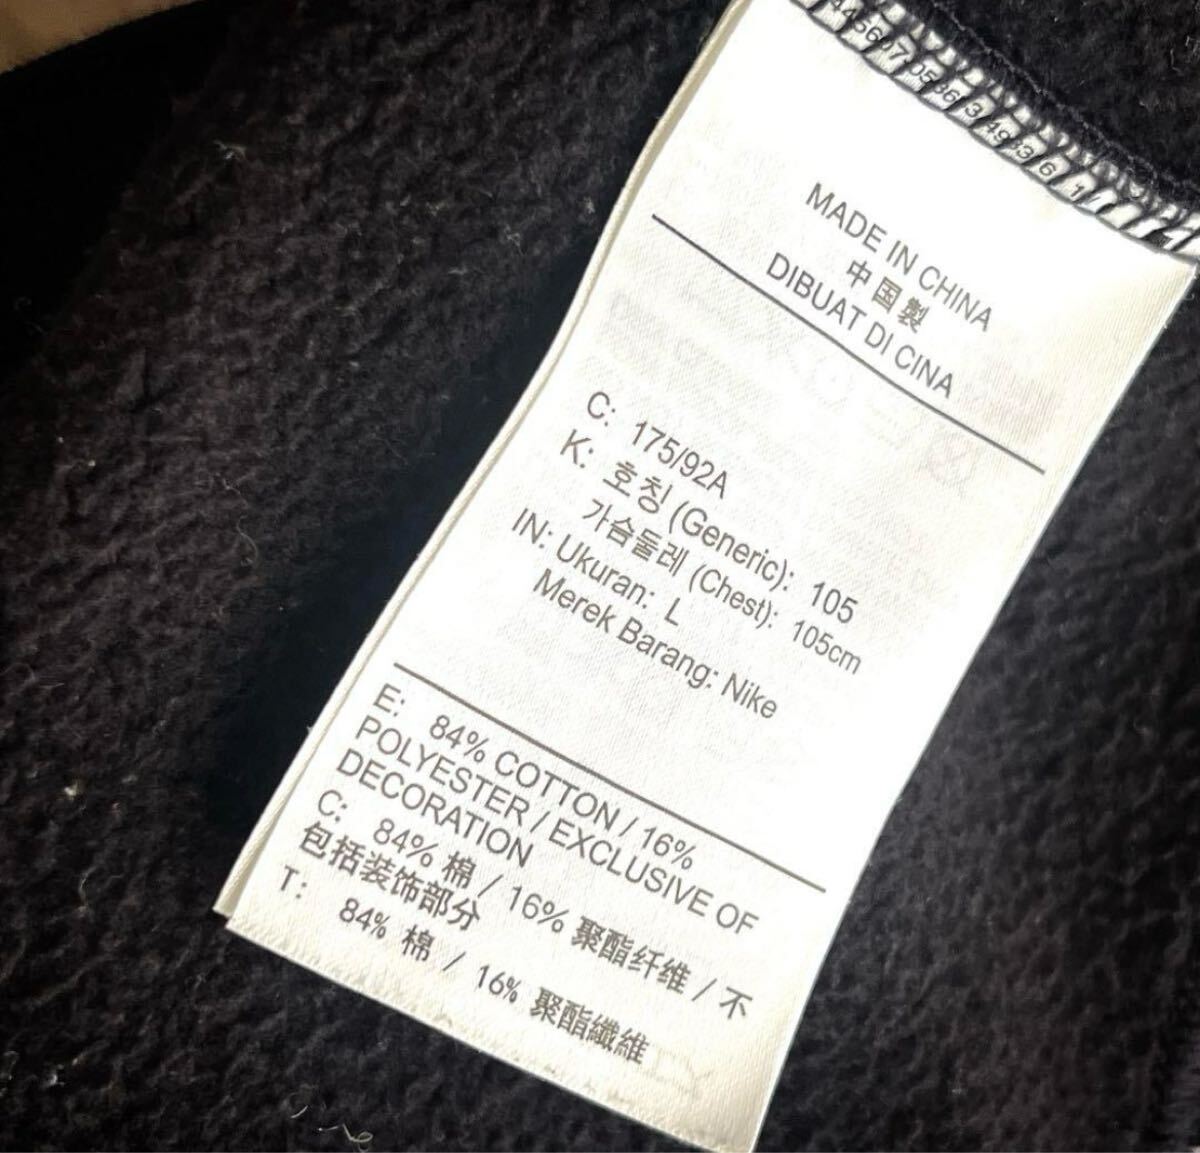 MADE IN CHINA
中国製
DIBUAT DI CINA
C: 175/92A
K: 호칭 (Generic): 105
가슴둘레 (Chest): 105cm
IN: Ukuran: L
Merek Barang: Nike
E: 84% COTTON / 16%
POLYESTER / EXCLUSIVE OF
DECORATION
C: 84% 棉 / 16% 聚酯纤维 / 不
包括装饰部分
T: 84% 棉 / 16% 聚酯纖維